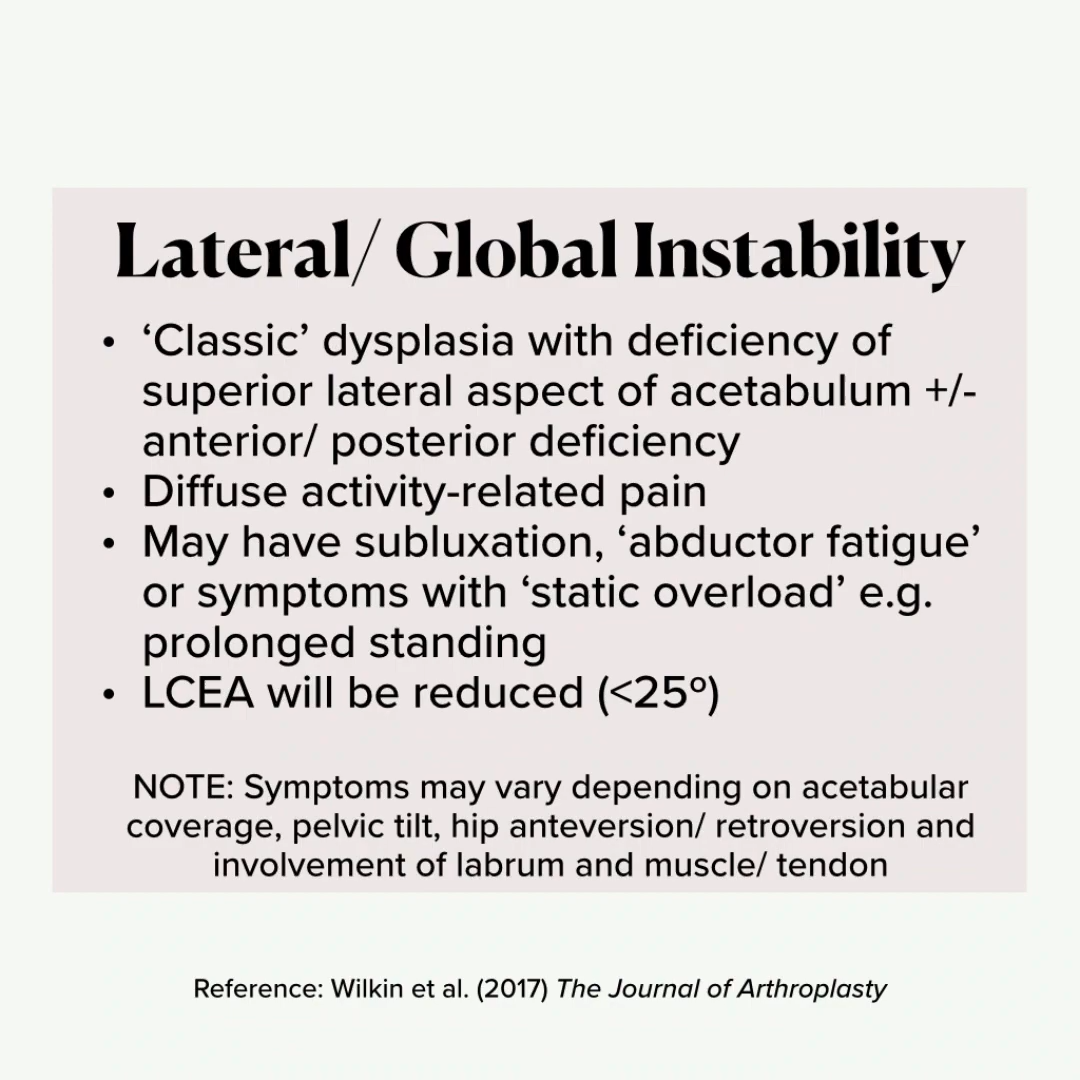 Lateral/ Global Instability
• ‘Classic’ dysplasia with deficiency of
superior lateral aspect of acetabulum +/-
anterior/ posterior deficiency
• Diffuse activity-related pain
• May have subluxation, ‘abductor fatigue’
or symptoms with ‘static overload’ e.g.
prolonged standing
• LCEA will be reduced (<25º)
NOTE: Symptoms may vary depending on acetabular
coverage, pelvic tilt, hip anteversion/ retroversion and
involvement of labrum and muscle/ tendon
Reference: Wilkin et al. (2017) The Journal of Arthroplasty